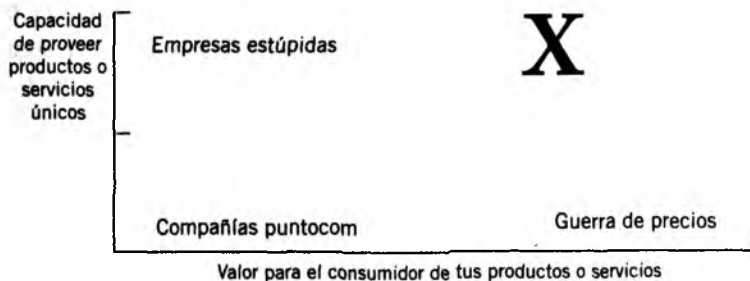 Capacidad
de proveer
productos o
servicios
únicos
Empresas estúpidas
X
Compañías puntocom
Guerra de precios
Valor para el consumidor de tus productos o servicios